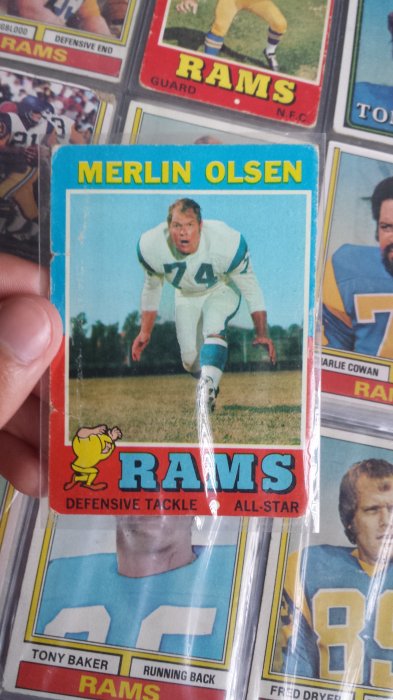 DEFENSIVE END
RAMS
RAMS
GUARD
N.F.C.
MERLIN OLSEN
74
RAMS
DEFENSIVE TACKLE ALL-STAR
CHARLIE COWAN
TONY BAKER
RUNNING BACK
RAMS
FRED DRYER
89